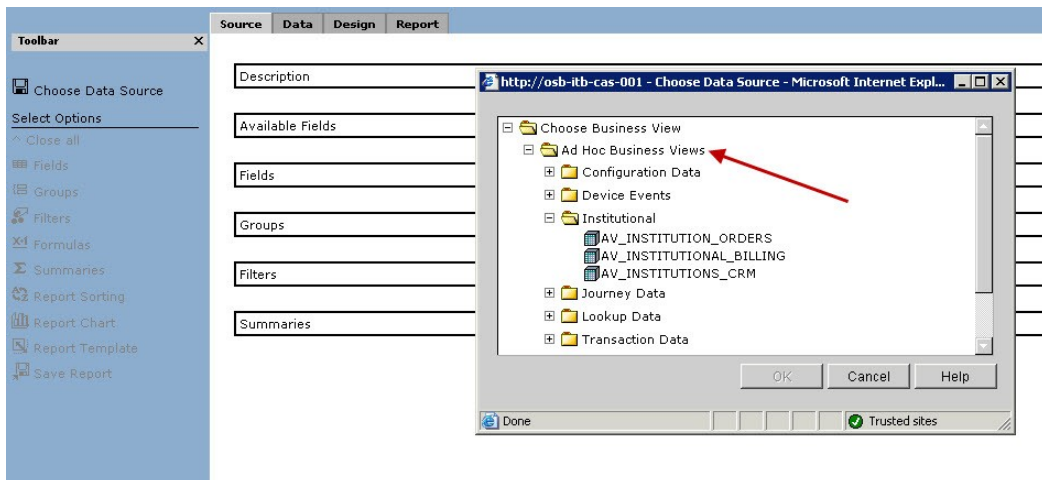 Source Data Design Report
Toolbar X
Choose Data Source
Select Options
^ Close all
Fields
Groups
Filters
X+1 Formulas
Σ Summaries
Report Sorting
Report Chart
Report Template
Save Report
Description
Available Fields
Fields
Groups
Filters
Summaries
http://osb-itb-cas-001 - Choose Data Source - Microsoft Internet Expl...
Choose Business View
Ad Hoc Business Views
Configuration Data
Device Events
Institutional
AV_INSTITUTION_ORDERS
AV_INSTITUTIONAL_BILLING
AV_INSTITUTIONS_CRM
Journey Data
Lookup Data
Transaction Data
OK Cancel Help
Done Trusted sites